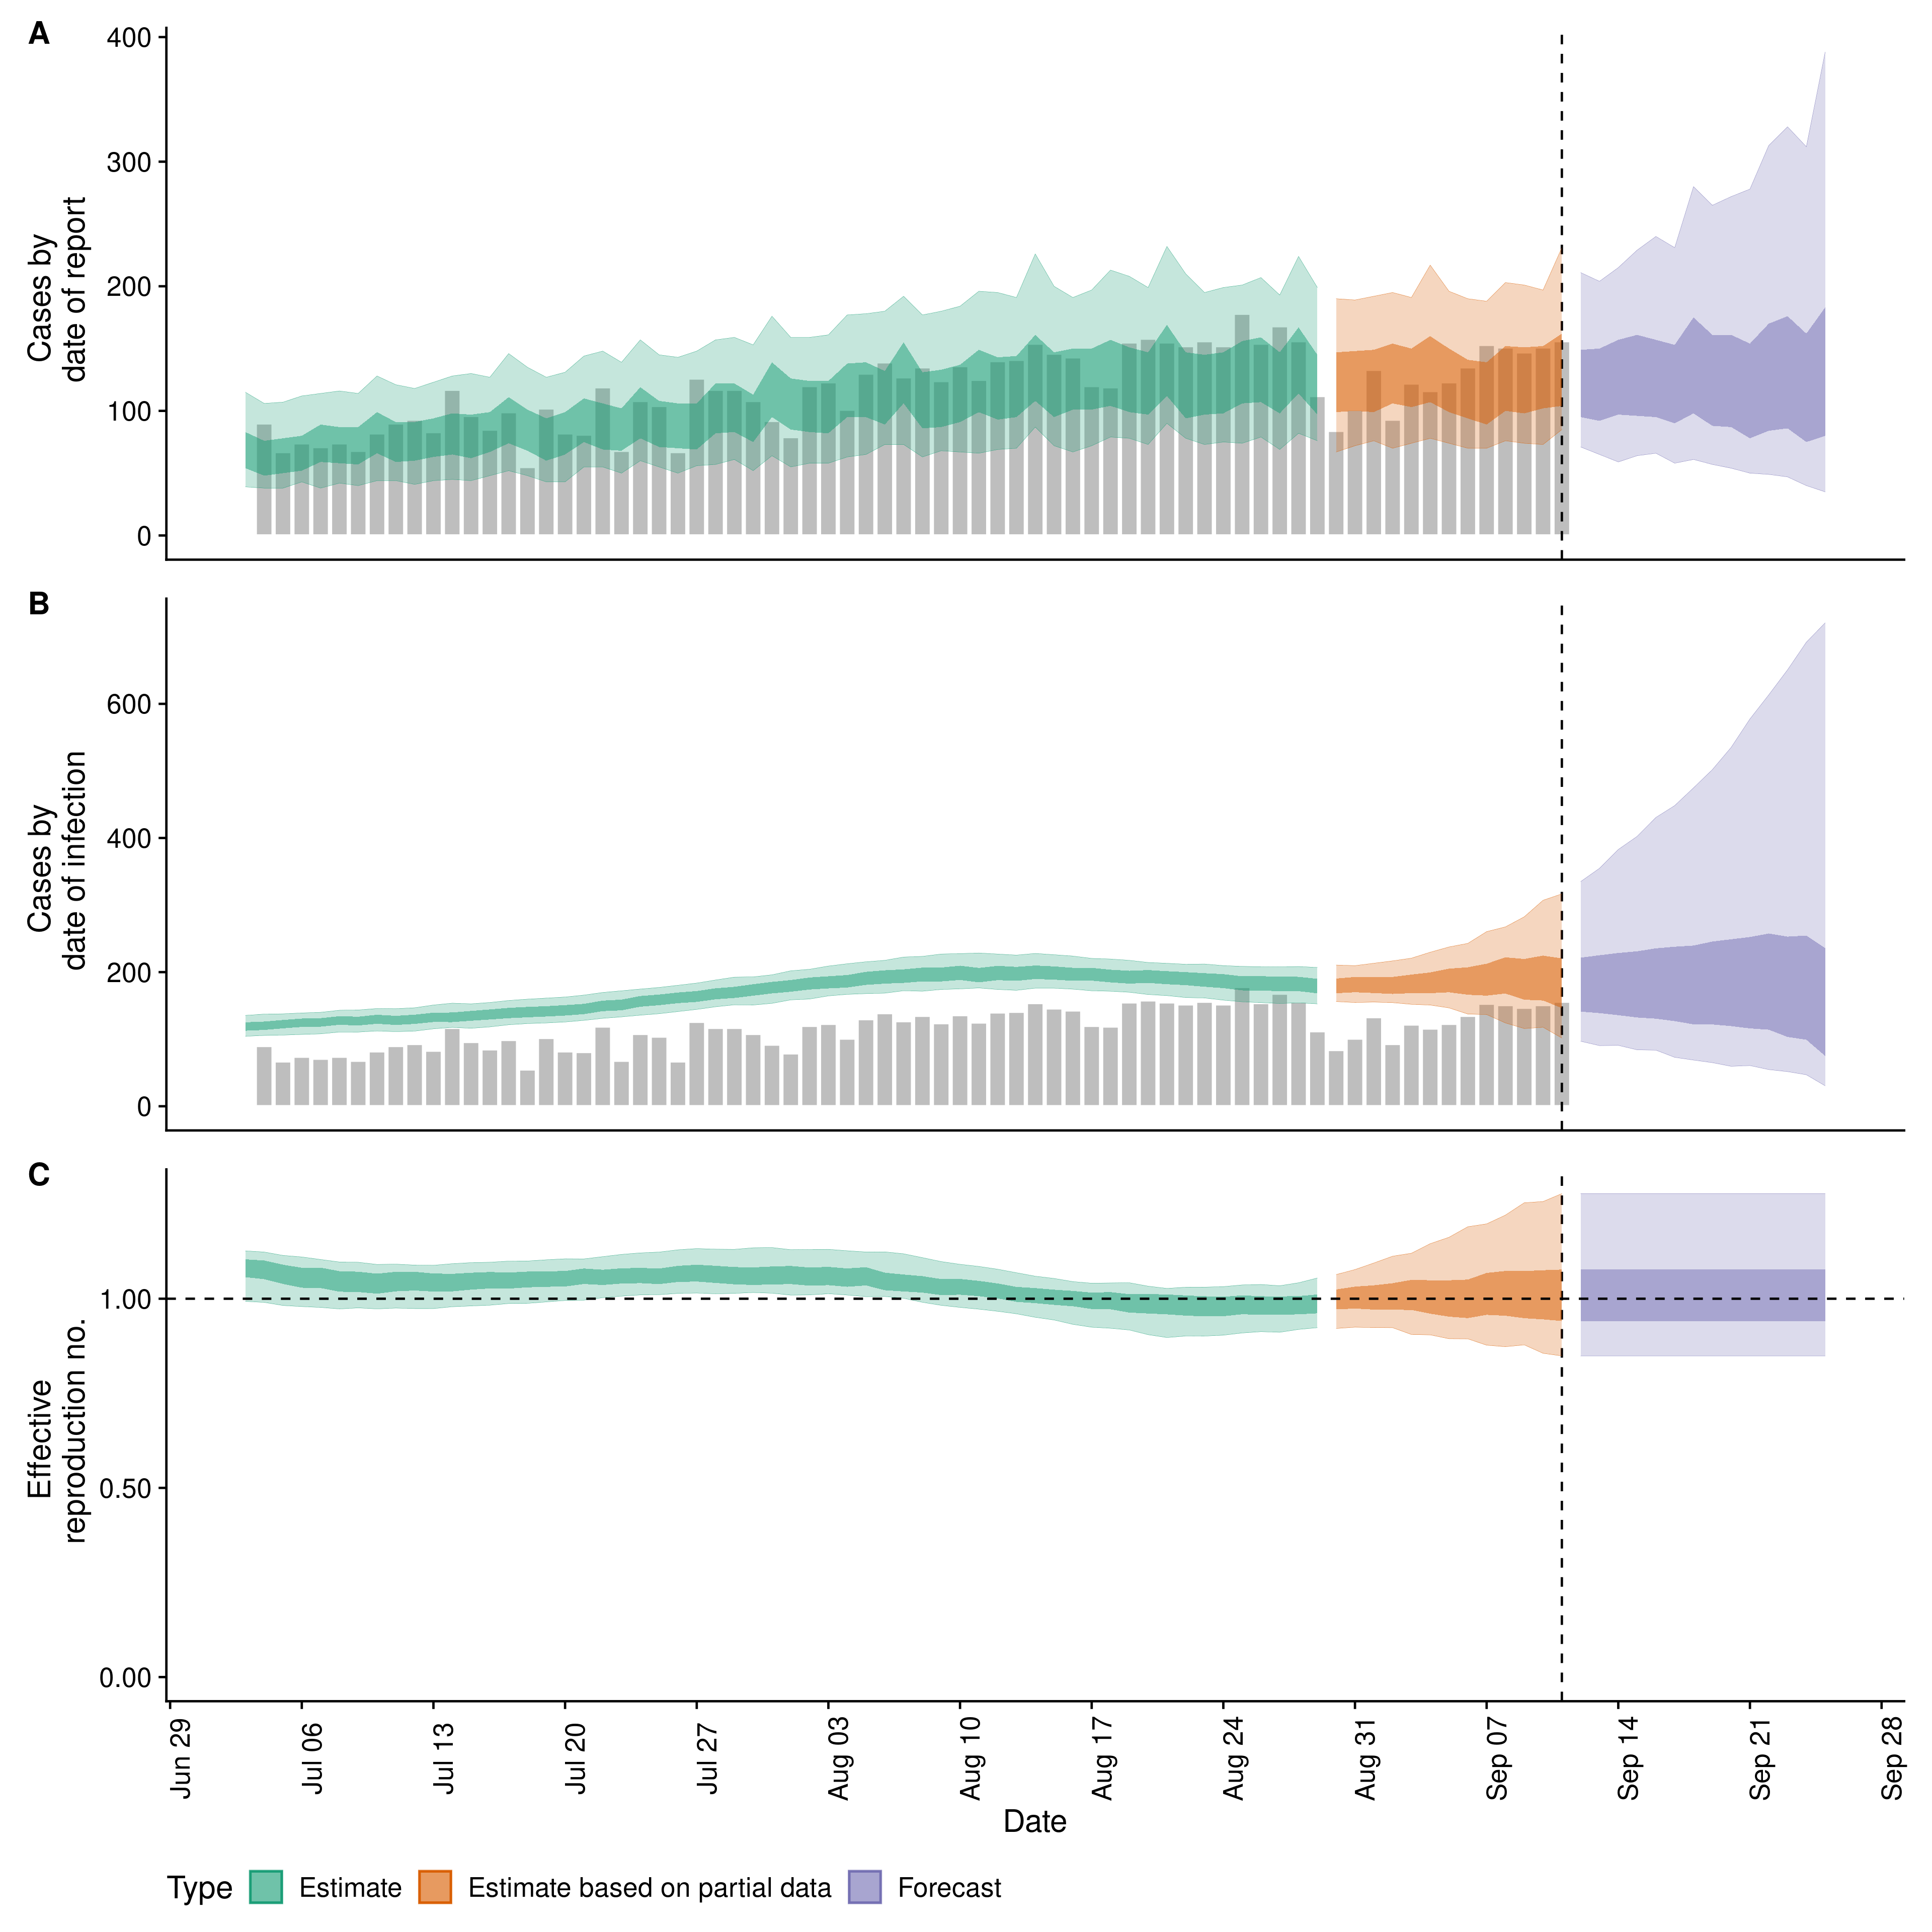 A
400
300
200
100
0
Cases by
date of report
B
600
400
200
0
Cases by
date of infection
C
1.00
0.50
0.00
Effective
reproduction no.
Jun 29
Jul 06
Jul 13
Jul 20
Jul 27
Aug 03
Aug 10
Aug 17
Aug 24
Aug 31
Sep 07
Sep 14
Sep 21
Sep 28
Date
Type Estimate Estimate based on partial data Forecast